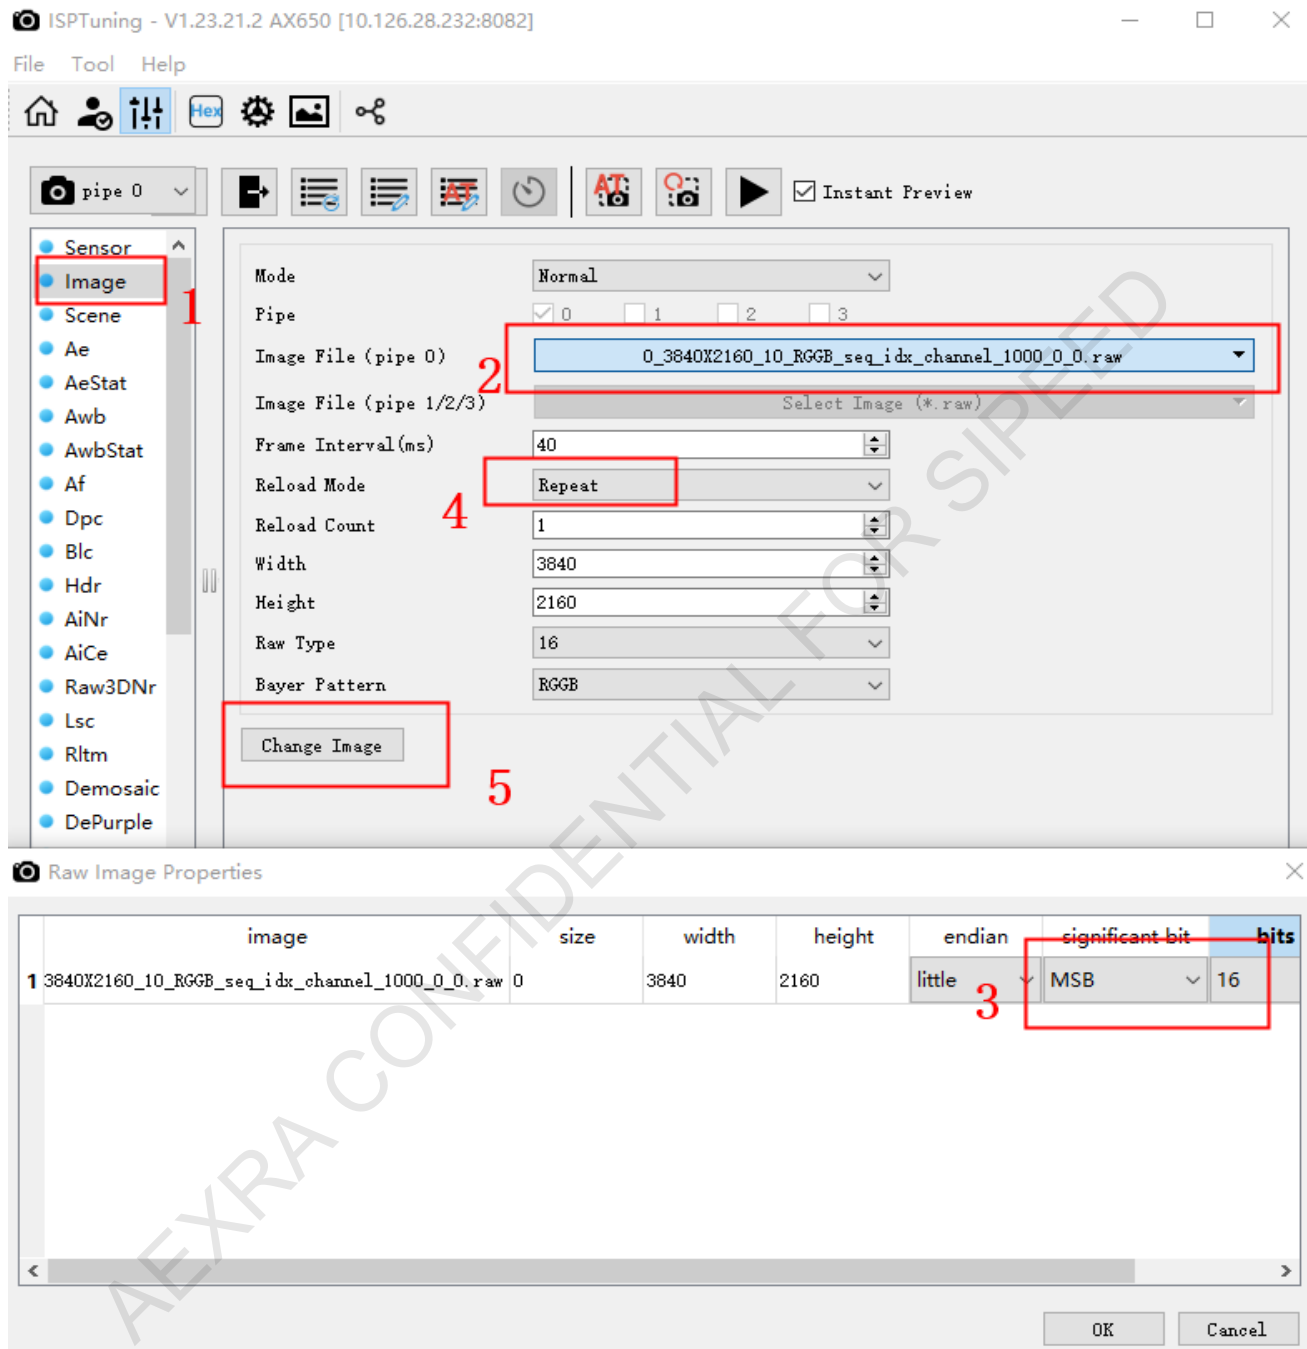 ISPTuning - V1.23.21.2 AX650 [10.126.28.232:8082]
File Tool Help
Hex
pipe 0
AT
AT
Instant Preview
Sensor
Image
1
Scene
Ae
AeStat
Awb
AwbStat
Af
Dpc
Blc
Hdr
AiNr
AiCe
Raw3DNr
Lsc
Rltm
Demosaic
DePurple
Mode Normal
Pipe 0 1 2 3
Image File (pipe 0) 0_3840X2160_10_RGGB_seq_idx_channel_1000_0_0.raw
2
Image File (pipe 1/2/3) Select Image (*.raw)
Frame Interval(ms) 40
Reload Mode Repeat
4
Reload Count 1
Width 3840
Height 2160
Raw Type 16
Bayer Pattern RGGB
Change Image
5
Raw Image Properties
image size width height endian significant bit bits
1 3840X2160_10_RGGB_seq_idx_channel_1000_0_0.raw 0 3840 2160 little MSB 16
3
OK Cancel
AEXRA CONFIDENTIAL FOR SIPEED